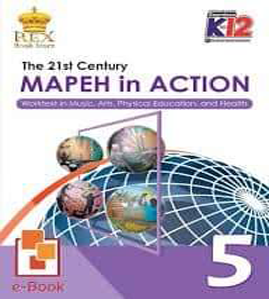 REX
Book Store
K12
The 21st Century
MAPEH in ACTION
Worktext in Music, Arts, Physical Education, and Health
e-Book
5